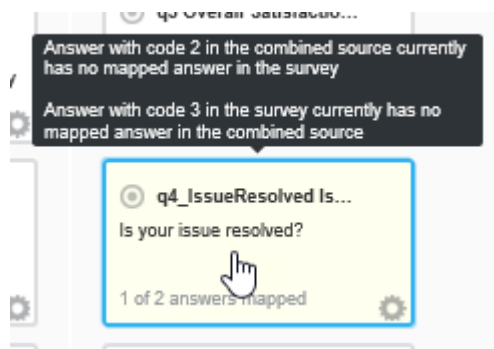 q3 Overall Satisfactio...
Answer with code 2 in the combined source currently
has no mapped answer in the survey
Answer with code 3 in the survey currently has no
mapped answer in the combined source
q4_IssueResolved Is...
Is your issue resolved?
1 of 2 answers mapped